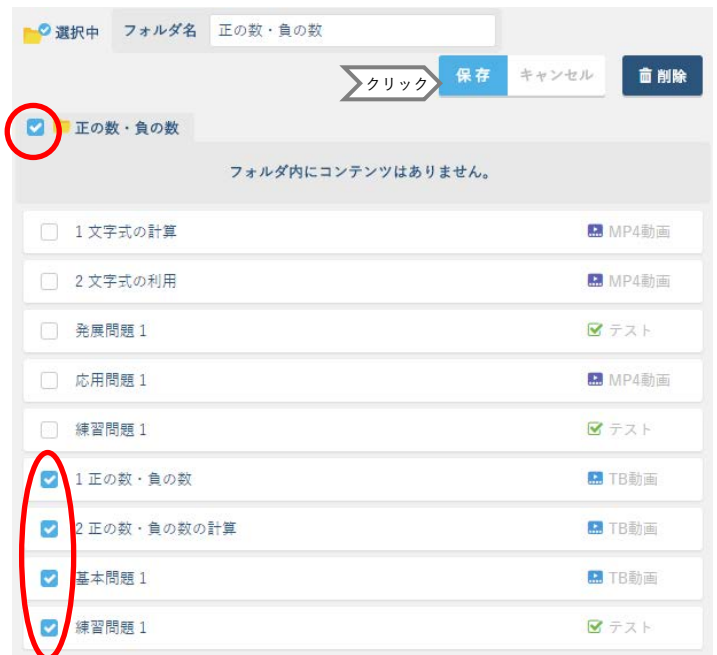 選択中 フォルダ名 正の数・負の数
クリック 保存 キャンセル 削除
正の数・負の数
フォルダ内にコンテンツはありません。
1 文字式の計算 MP4動画
2 文字式の利用 MP4動画
発展問題 1 テスト
応用問題 1 MP4動画
練習問題 1 テスト
1 正の数・負の数 TB動画
2 正の数・負の数の計算 TB動画
基本問題 1 TB動画
練習問題 1 テスト